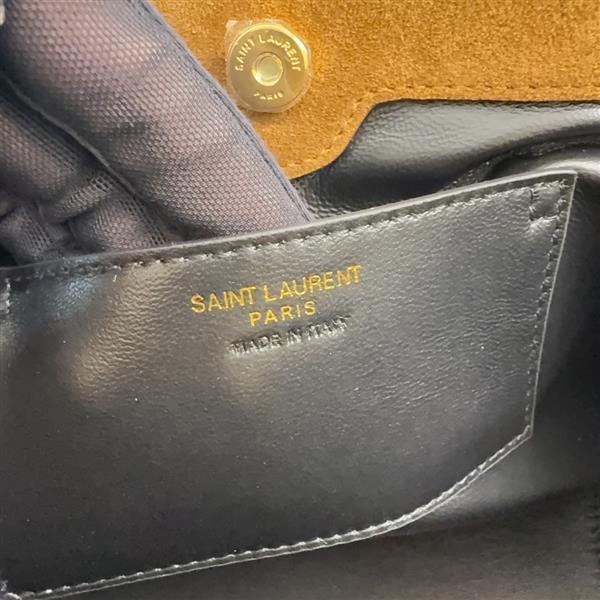 SAINT LAURENT
PARIS
SAINT LAURENT
PARIS
MADE IN ITALY